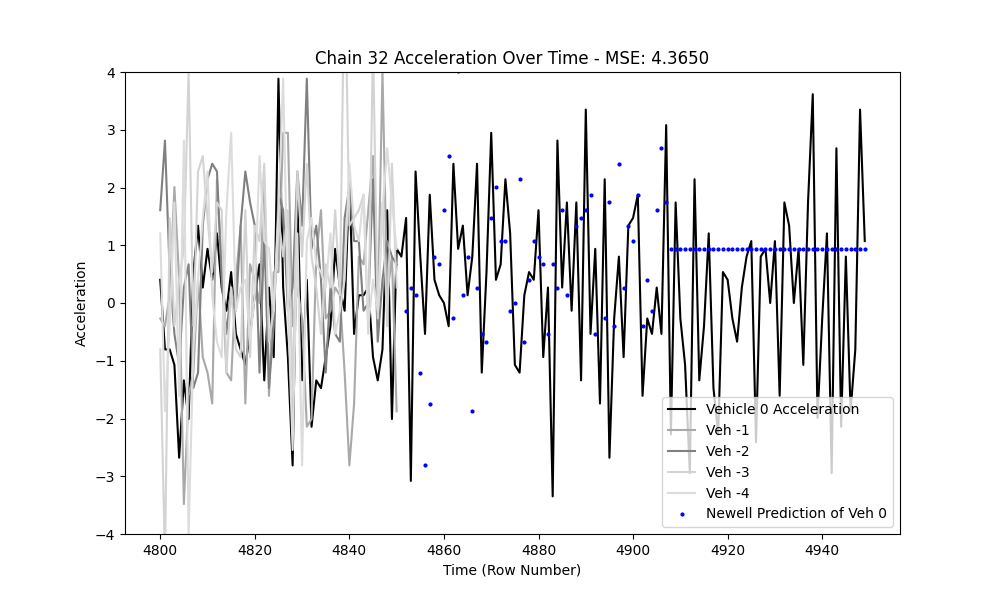 Chain 32 Acceleration Over Time - MSE: 4.3650
4
3
2
1
0
−1
−2
−3
−4
Acceleration
Vehicle 0 Acceleration
Veh -1
Veh -2
Veh -3
Veh -4
Newell Prediction of Veh 0
4800 4820 4840 4860 4880 4900 4920 4940
Time (Row Number)